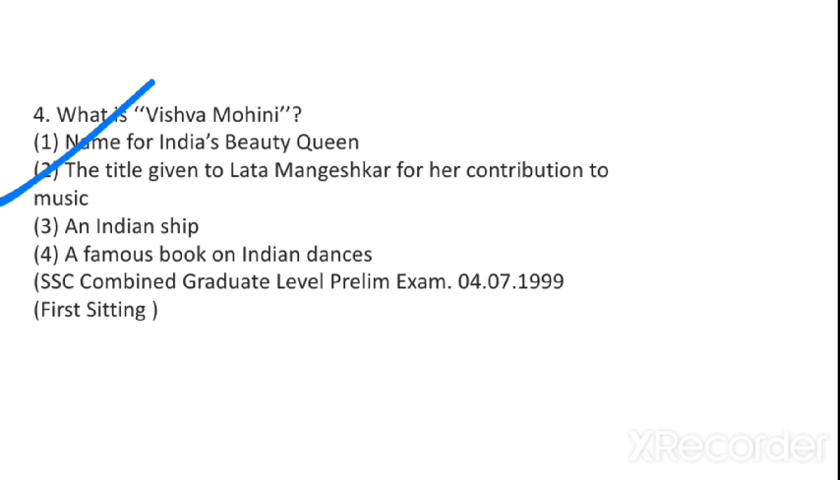 4. What is ‘‘Vishva Mohini’’?
(1) Name for India’s Beauty Queen
(2) The title given to Lata Mangeshkar for her contribution to
music
(3) An Indian ship
(4) A famous book on Indian dances
(SSC Combined Graduate Level Prelim Exam. 04.07.1999
(First Sitting )
XRecorder